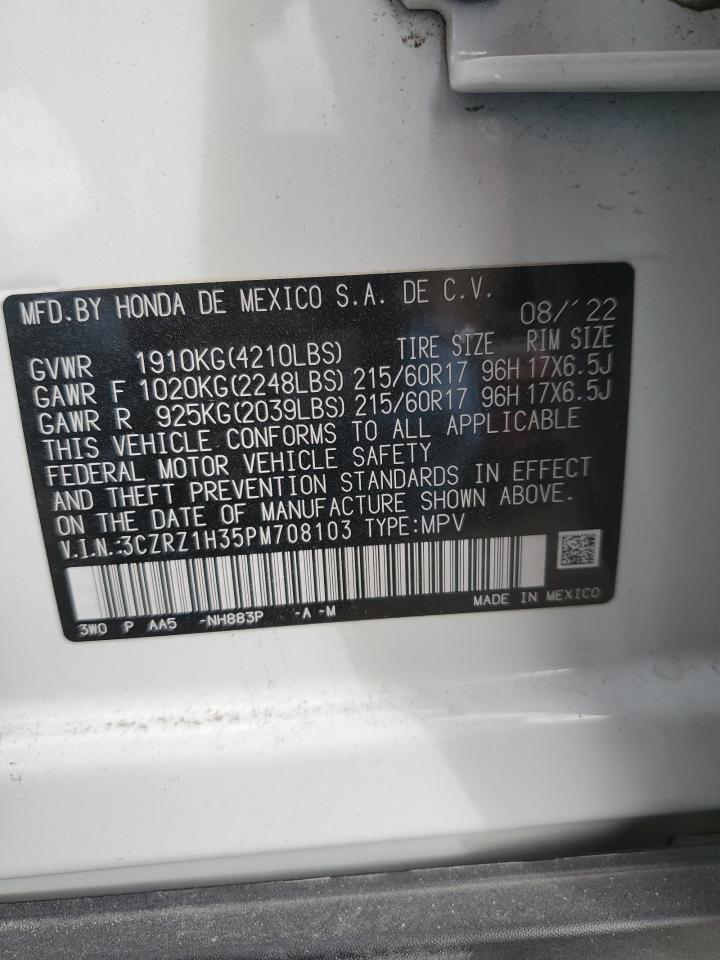 MFD.BY HONDA DE MEXICO S.A. DE C.V. 08/'22
GVWR 1910KG(4210LBS) TIRE SIZE RIM SIZE
GAWR F 1020KG(2248LBS) 215/60R17 96H 17X6.5J
GAWR R 925KG(2039LBS) 215/60R17 96H 17X6.5J
THIS VEHICLE CONFORMS TO ALL APPLICABLE
FEDERAL MOTOR VEHICLE SAFETY
AND THEFT PREVENTION STANDARDS IN EFFECT
ON THE DATE OF MANUFACTURE SHOWN ABOVE.
V.I.N.:3CZRZ1H35PM708103 TYPE:MPV
3W0 P AA5 -NH883P -A -M MADE IN MEXICO